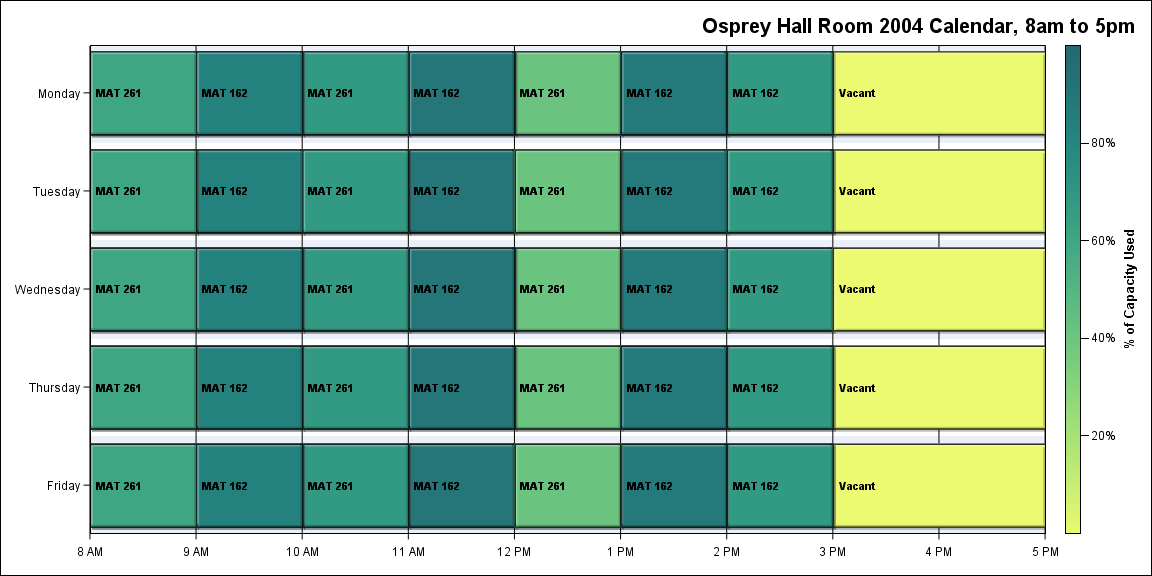 Osprey Hall Room 2004 Calendar, 8am to 5pm
Monday MAT 261 MAT 162 MAT 261 MAT 162 MAT 261 MAT 162 MAT 162 Vacant
Tuesday MAT 261 MAT 162 MAT 261 MAT 162 MAT 261 MAT 162 MAT 162 Vacant
Wednesday MAT 261 MAT 162 MAT 261 MAT 162 MAT 261 MAT 162 MAT 162 Vacant
Thursday MAT 261 MAT 162 MAT 261 MAT 162 MAT 261 MAT 162 MAT 162 Vacant
Friday MAT 261 MAT 162 MAT 261 MAT 162 MAT 261 MAT 162 MAT 162 Vacant
8 AM 9 AM 10 AM 11 AM 12 PM 1 PM 2 PM 3 PM 4 PM 5 PM
80%
60%
40%
20%
% of Capacity Used